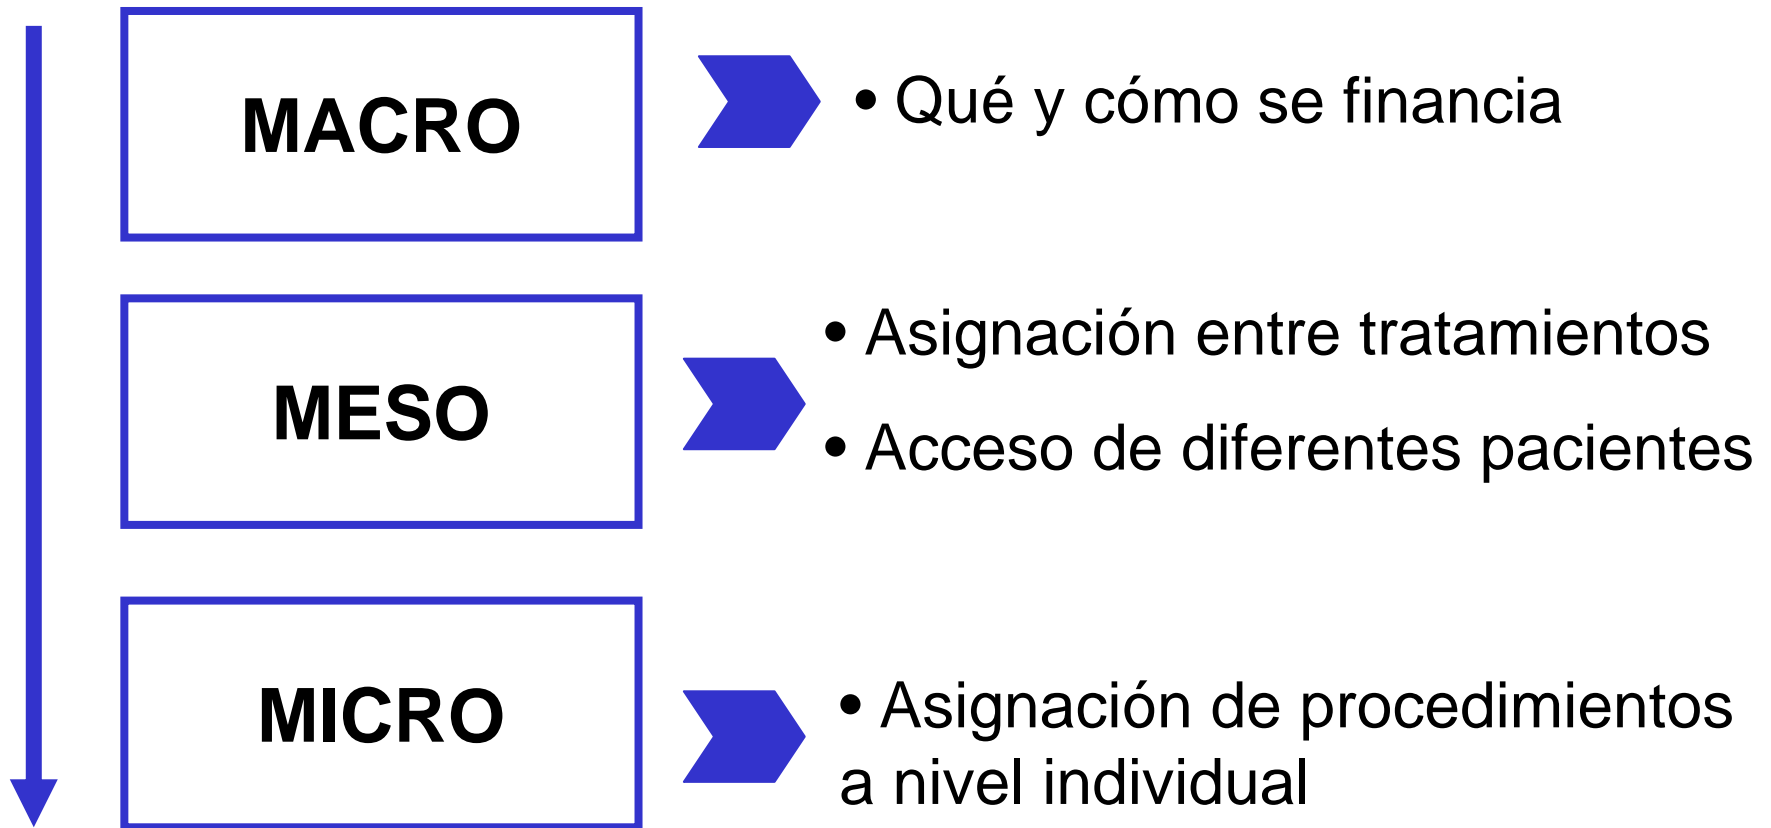 MACRO
• Qué y cómo se financia
MESO
• Asignación entre tratamientos
• Acceso de diferentes pacientes
MICRO
• Asignación de procedimientos
a nivel individual